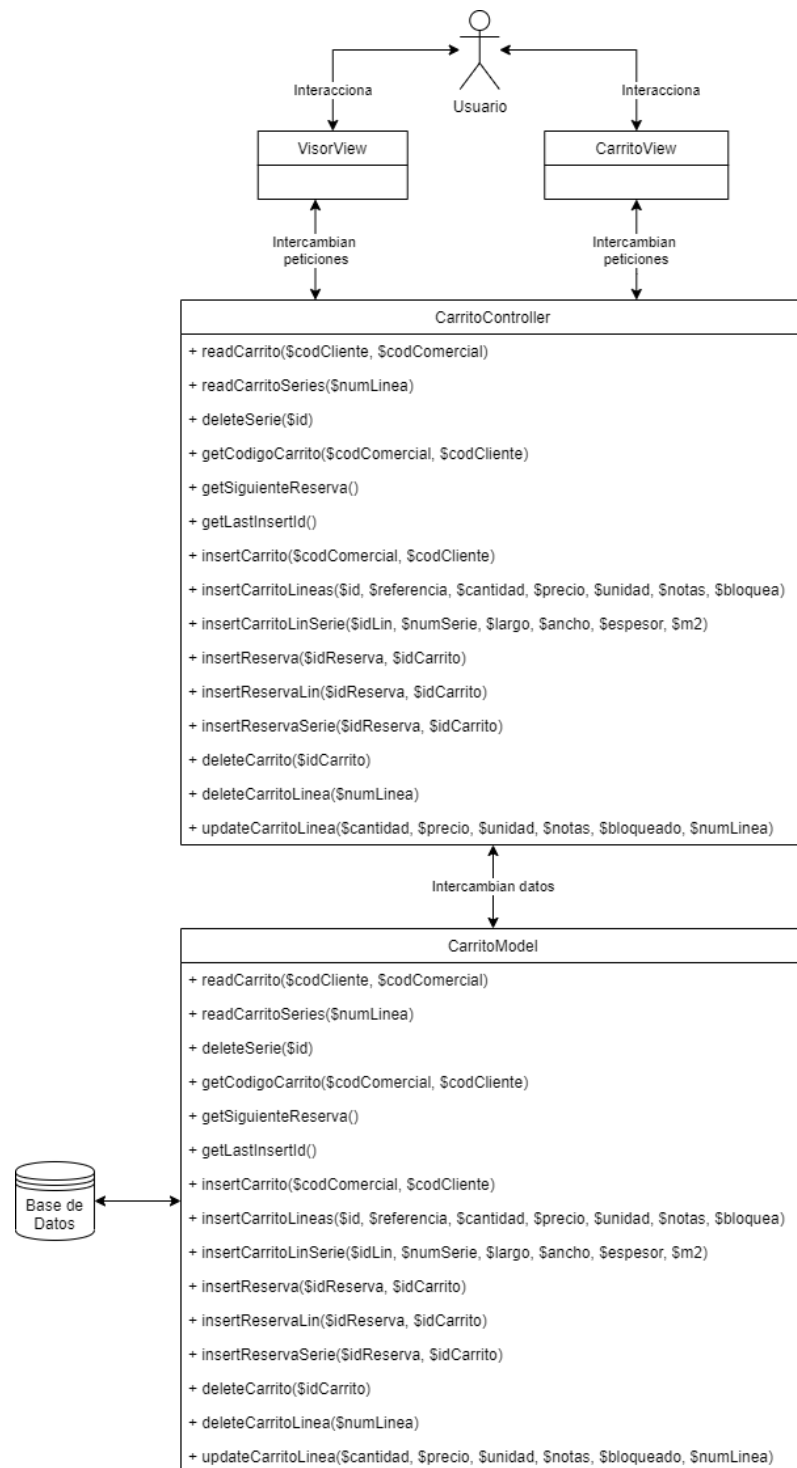 Usuario
Interacciona
Interacciona
VisorView
CarritoView
Intercambian
peticiones
Intercambian
peticiones
CarritoController
+ readCarrito($codCliente, $codComercial)
+ readCarritoSeries($numLinea)
+ deleteSerie($id)
+ getCodigoCarrito($codComercial, $codCliente)
+ getSiguienteReserva()
+ getLastInsertId()
+ insertCarrito($codComercial, $codCliente)
+ insertCarritoLineas($id, $referencia, $cantidad, $precio, $unidad, $notas, $bloquea)
+ insertCarritoLinSerie($idLin, $numSerie, $largo, $ancho, $espesor, $m2)
+ insertReserva($idReserva, $idCarrito)
+ insertReservaLin($idReserva, $idCarrito)
+ insertReservaSerie($idReserva, $idCarrito)
+ deleteCarrito($idCarrito)
+ deleteCarritoLinea($numLinea)
+ updateCarritoLinea($cantidad, $precio, $unidad, $notas, $bloqueado, $numLinea)
Intercambian datos
CarritoModel
+ readCarrito($codCliente, $codComercial)
+ readCarritoSeries($numLinea)
+ deleteSerie($id)
+ getCodigoCarrito($codComercial, $codCliente)
+ getSiguienteReserva()
+ getLastInsertId()
+ insertCarrito($codComercial, $codCliente)
+ insertCarritoLineas($id, $referencia, $cantidad, $precio, $unidad, $notas, $bloquea)
+ insertCarritoLinSerie($idLin, $numSerie, $largo, $ancho, $espesor, $m2)
+ insertReserva($idReserva, $idCarrito)
+ insertReservaLin($idReserva, $idCarrito)
+ insertReservaSerie($idReserva, $idCarrito)
+ deleteCarrito($idCarrito)
+ deleteCarritoLinea($numLinea)
+ updateCarritoLinea($cantidad, $precio, $unidad, $notas, $bloqueado, $numLinea)
Base de
Datos